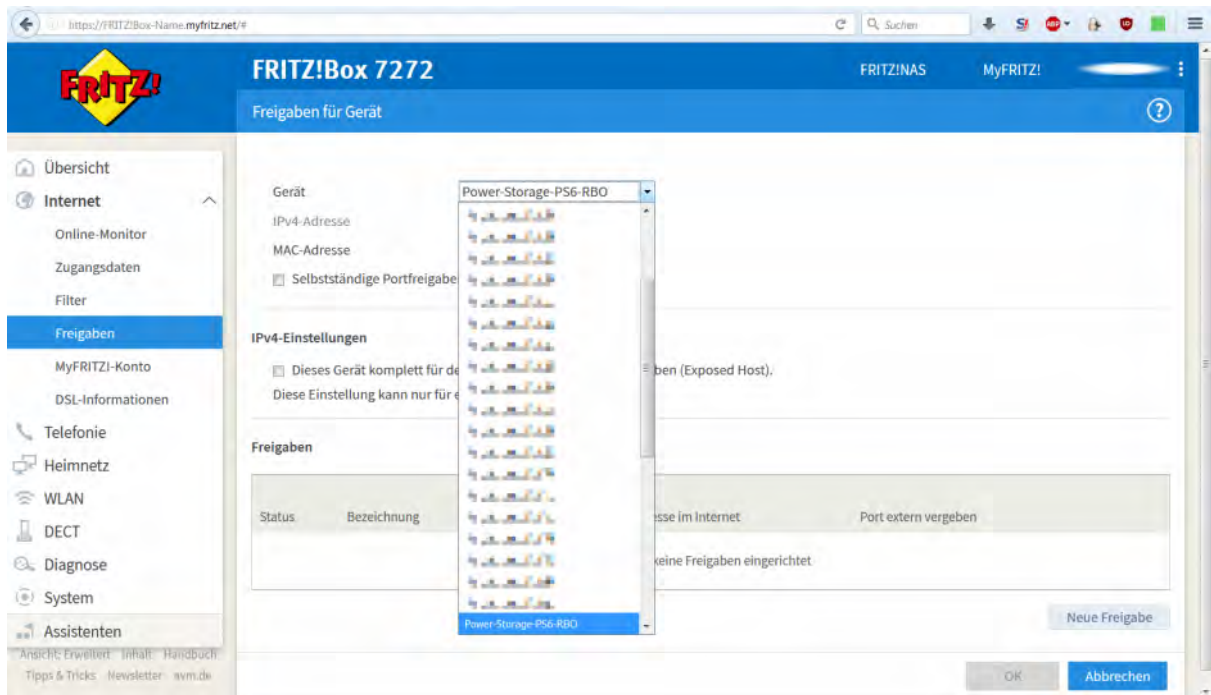 https://FRITZ!Box-Name.myfritz.net/#
Suchen
FRITZ!
FRITZ!Box 7272
FRITZ!NAS
MyFRITZ!
Freigaben für Gerät
Übersicht
Internet
Online-Monitor
Zugangsdaten
Filter
Freigaben
MyFRITZ!-Konto
DSL-Informationen
Telefonie
Heimnetz
WLAN
DECT
Diagnose
System
Assistenten
Ansicht: Erweitert Inhalt Handbuch
Tipps & Tricks Newsletter avm.de
Gerät Power-Storage-PS6-RBO
IPv4-Adresse
MAC-Adresse
Selbstständige Portfreigabe
IPv4-Einstellungen
Dieses Gerät komplett für de ben (Exposed Host).
Diese Einstellung kann nur für e
Freigaben
Status Bezeichnung esse im Internet Port extern vergeben
keine Freigaben eingerichtet
Power-Storage-PS6-RBO
Neue Freigabe
OK Abbrechen